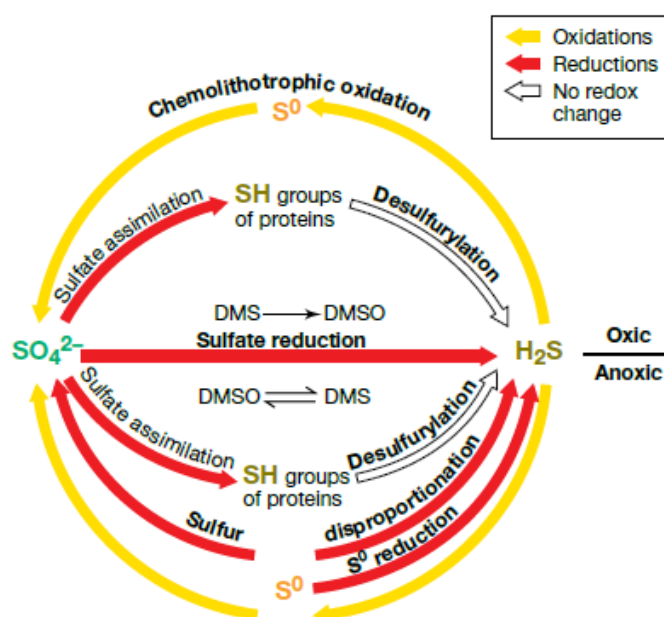 Oxidations
Reductions
No redox
change
Chemolithotrophic oxidation
S⁰
Sulfate assimilation
SH groups
of proteins
Desulfurylation
DMS → DMSO
SO₄²⁻
Sulfate reduction
H₂S
Oxic
Anoxic
DMSO ⇌ DMS
Sulfate assimilation
SH groups
of proteins
Desulfurylation
Sulfur
disproportionation
S⁰ reduction
S⁰